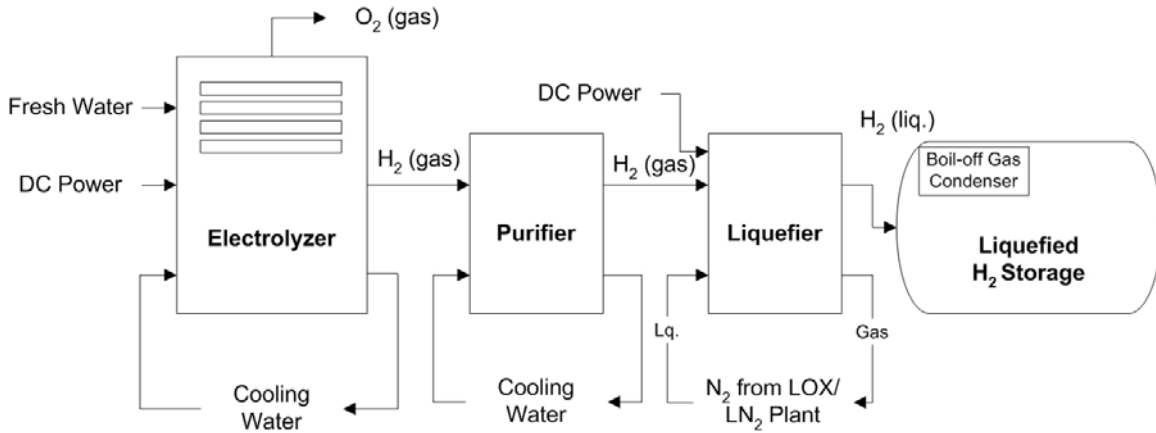 O2 (gas)
Fresh Water
DC Power
Electrolyzer
Cooling
Water
H2 (gas)
Purifier
Cooling
Water
H2 (gas)
DC Power
Liquefier
Lq.
Gas
N2 from LOX/
LN2 Plant
H2 (liq.)
Boil-off Gas
Condenser
Liquefied
H2 Storage